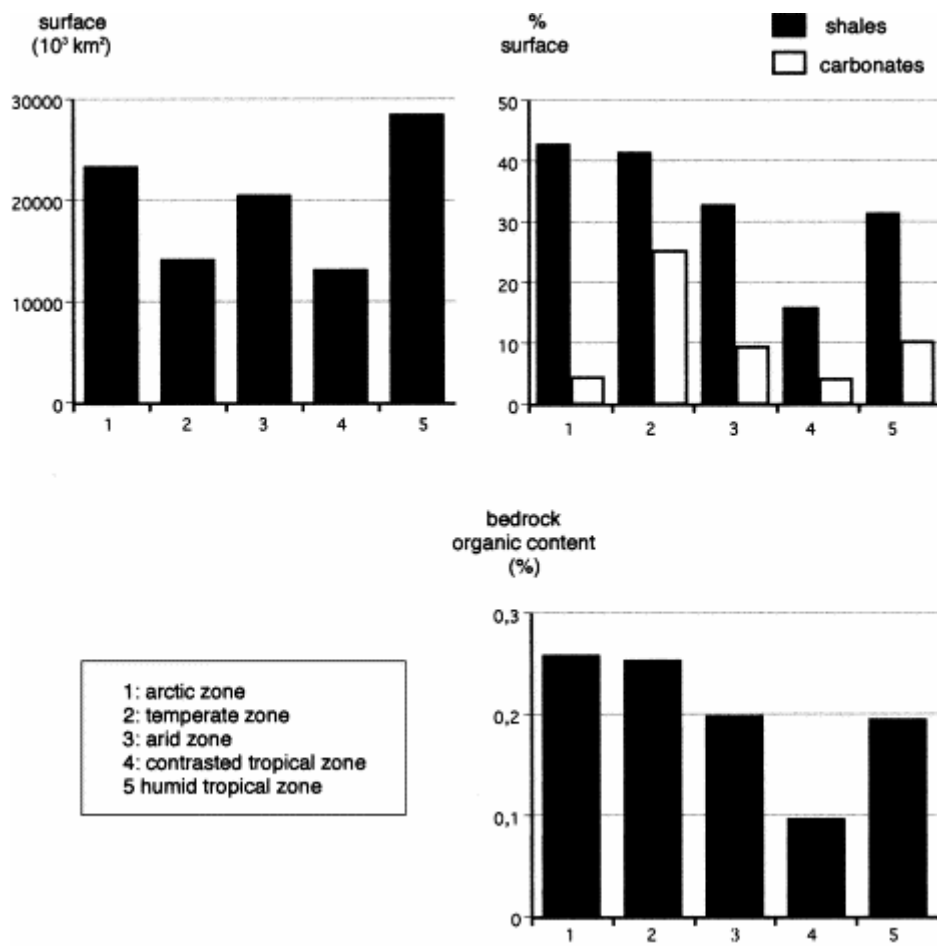 surface
(10³ km²)
30000
20000
10000
0
1 2 3 4 5
%
surface
shales
carbonates
50
40
30
20
10
0
1 2 3 4 5
bedrock
organic content
(%)
0,3
0,2
0,1
0
1 2 3 4 5
1: arctic zone
2: temperate zone
3: arid zone
4: contrasted tropical zone
5 humid tropical zone